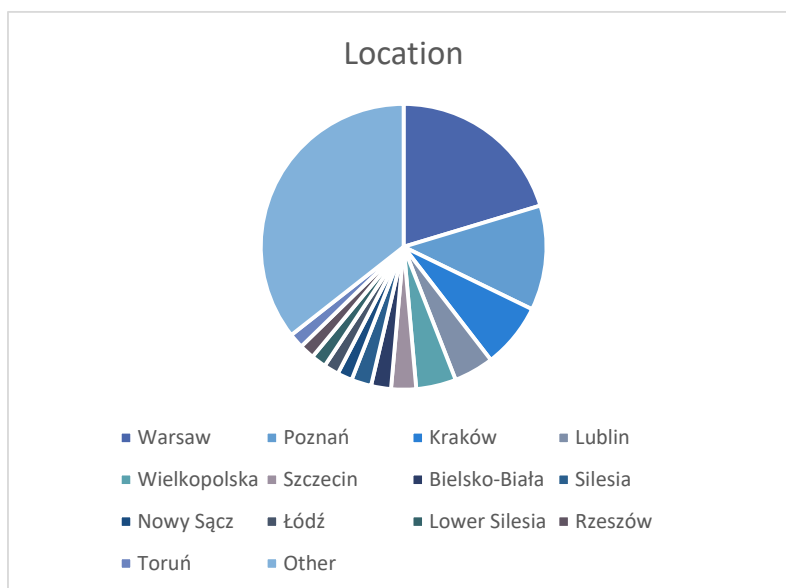 Location
Warsaw Poznań Kraków Lublin
Wielkopolska Szczecin Bielsko-Biała Silesia
Nowy Sącz Łódź Lower Silesia Rzeszów
Toruń Other